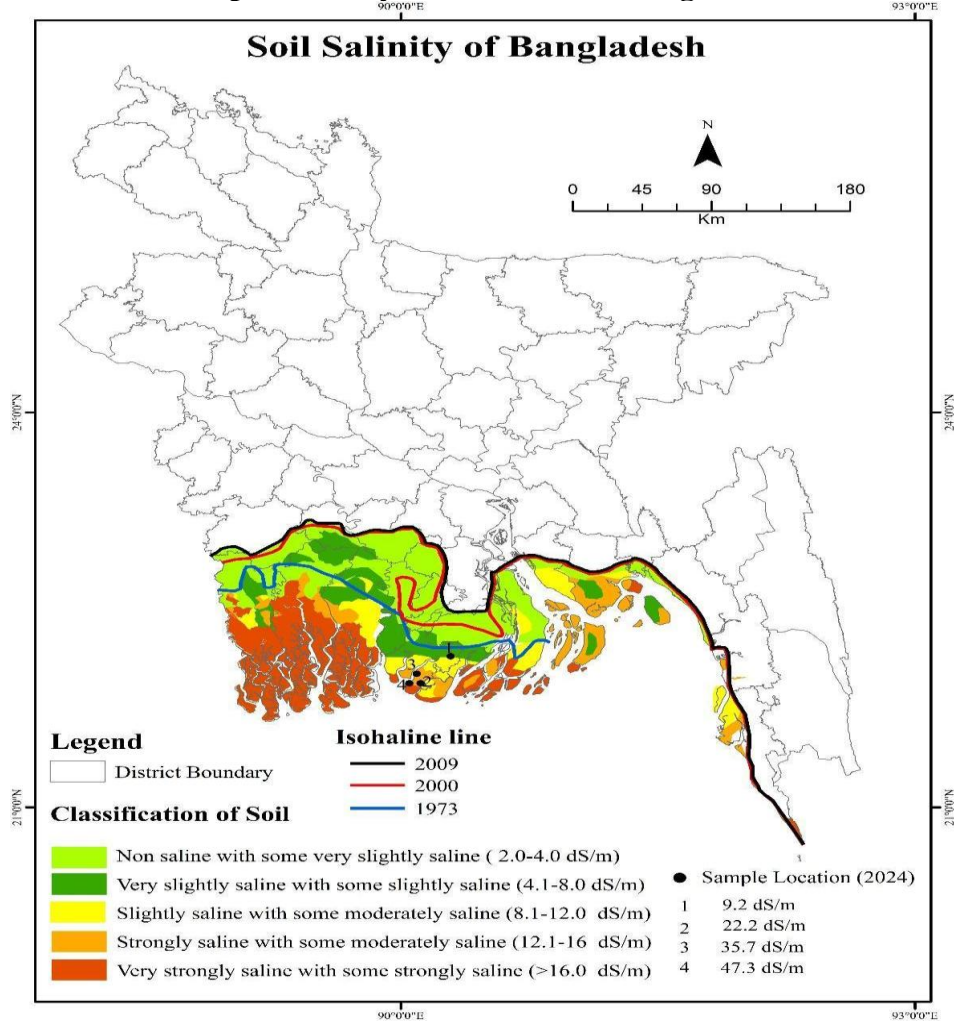 90°0'0"E 93°0'0"E
Soil Salinity of Bangladesh
N
0 45 90 180
Km
24°0'0"N 24°0'0"N
1
3
4 2
Legend
District Boundary
Isohaline line
2009
2000
1973
21°0'0"N 21°0'0"N
Classification of Soil
Non saline with some very slightly saline ( 2.0-4.0 dS/m)
Very slightly saline with some slightly saline (4.1-8.0 dS/m)
Slightly saline with some moderately saline (8.1-12.0 dS/m)
Strongly saline with some moderately saline (12.1-16 dS/m)
Very strongly saline with some strongly saline (>16.0 dS/m)
Sample Location (2024)
1 9.2 dS/m
2 22.2 dS/m
3 35.7 dS/m
4 47.3 dS/m
90°0'0"E 93°0'0"E